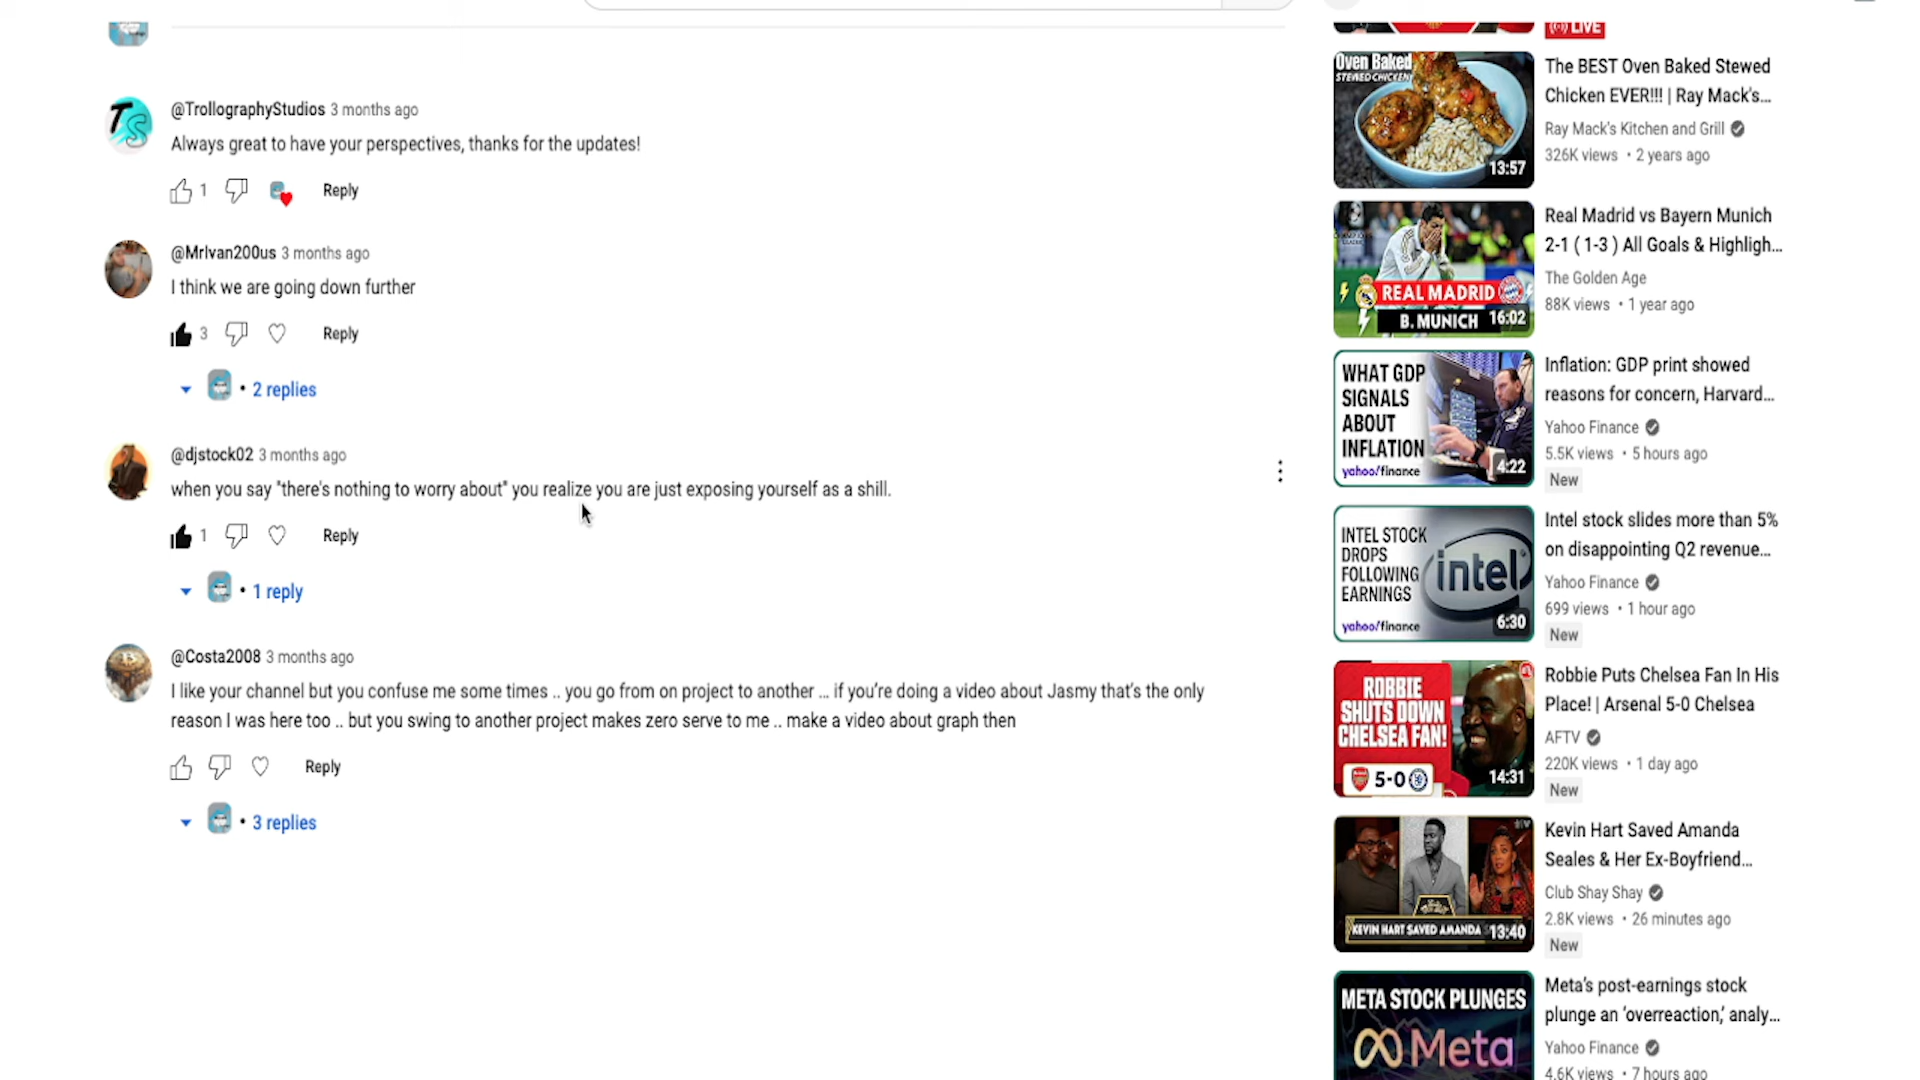 @TrollographyStudios 3 months ago
Always great to have your perspectives, thanks for the updates!
1 Reply
@MrIvan200us 3 months ago
I think we are going down further
3 Reply
• 2 replies
@djstock02 3 months ago
when you say "there's nothing to worry about" you realize you are just exposing yourself as a shill.
1 Reply
• 1 reply
@Costa2008 3 months ago
I like your channel but you confuse me some times .. you go from on project to another ... if you're doing a video about Jasmy that's the only
reason I was here too .. but you swing to another project makes zero serve to me .. make a video about graph then
Reply
• 3 replies
LIVE
Oven Baked
STEWED CHICKEN!
13:57
The BEST Oven Baked Stewed
Chicken EVER!!! | Ray Mack's...
Ray Mack's Kitchen and Grill
326K views • 2 years ago
REAL MADRID
B. MUNICH 16:02
Real Madrid vs Bayern Munich
2-1 ( 1-3 ) All Goals & Highligh...
The Golden Age
88K views • 1 year ago
WHAT GDP
SIGNALS
ABOUT
INFLATION
yahoo!finance
4:22
Inflation: GDP print showed
reasons for concern, Harvard...
Yahoo Finance
5.5K views • 5 hours ago
New
INTEL STOCK
DROPS
FOLLOWING
EARNINGS
yahoo!finance
intel
6:30
Intel stock slides more than 5%
on disappointing Q2 revenue...
Yahoo Finance
699 views • 1 hour ago
New
ROBBIE
SHUTS DOWN
CHELSEA FAN!
5-0
14:31
Robbie Puts Chelsea Fan In His
Place! | Arsenal 5-0 Chelsea
AFTV
220K views • 1 day ago
New
KEVIN HART SAVED AMANDA
13:40
Kevin Hart Saved Amanda
Seales & Her Ex-Boyfriend...
Club Shay Shay
2.8K views • 26 minutes ago
New
META STOCK PLUNGES
Meta
Meta's post-earnings stock
plunge an 'overreaction,' analy...
Yahoo Finance
4.6K views • 7 hours ago